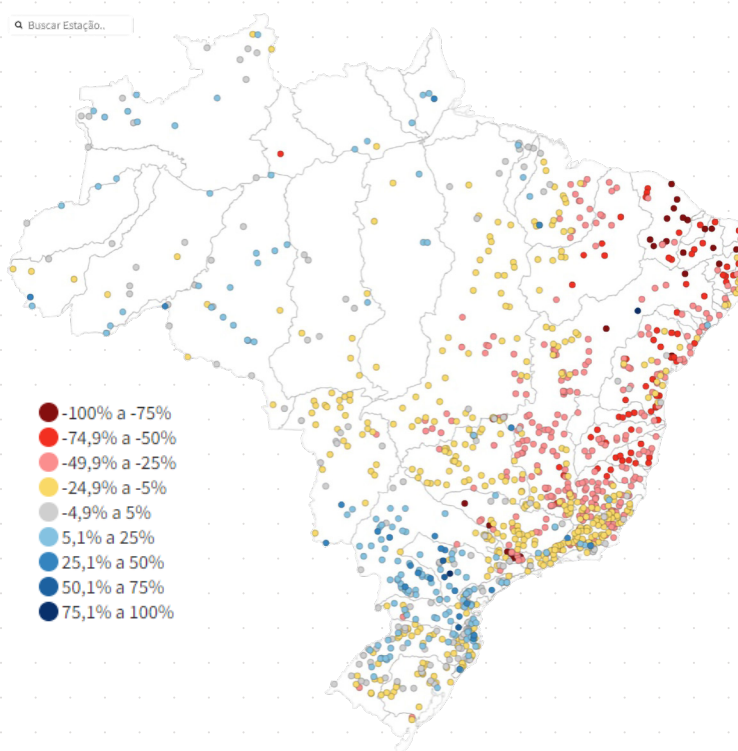 Buscar Estação..
-100% a -75%
-74,9% a -50%
-49,9% a -25%
-24,9% a -5%
-4,9% a 5%
5,1% a 25%
25,1% a 50%
50,1% a 75%
75,1% a 100%